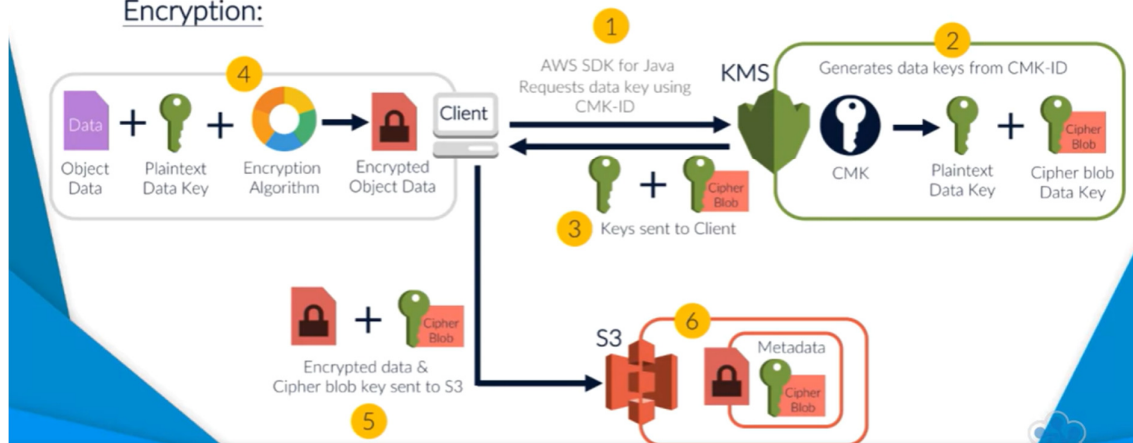 Encryption:
1
AWS SDK for Java
Requests data key using
CMK-ID
KMS
2
Generates data keys from CMK-ID
CMK
Plaintext
Data Key
Cipher
Blob
Cipher blob
Data Key
Cipher
Blob
3
Keys sent to Client
4
Data
Object
Data
Plaintext
Data Key
Encryption
Algorithm
Encrypted
Object Data
Client
Cipher
Blob
Encrypted data &
Cipher blob key sent to S3
5
S3
6
Metadata
Cipher
Blob